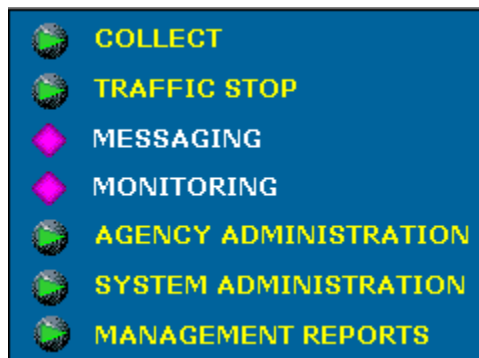 COLLECT
TRAFFIC STOP
MESSAGING
MONITORING
AGENCY ADMINISTRATION
SYSTEM ADMINISTRATION
MANAGEMENT REPORTS